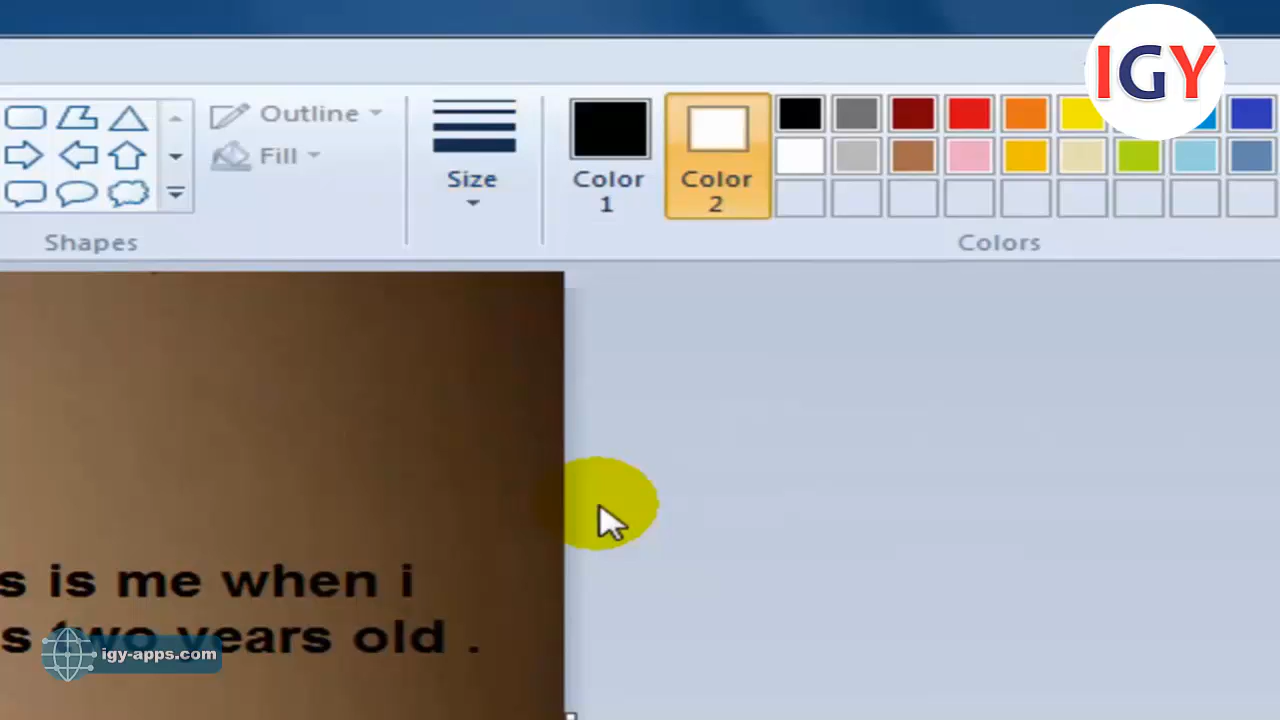 IGY
Outline
Fill
Size
Color
1
Color
2
Shapes
Colors
s is me when i
s two years old .
igy-apps.com